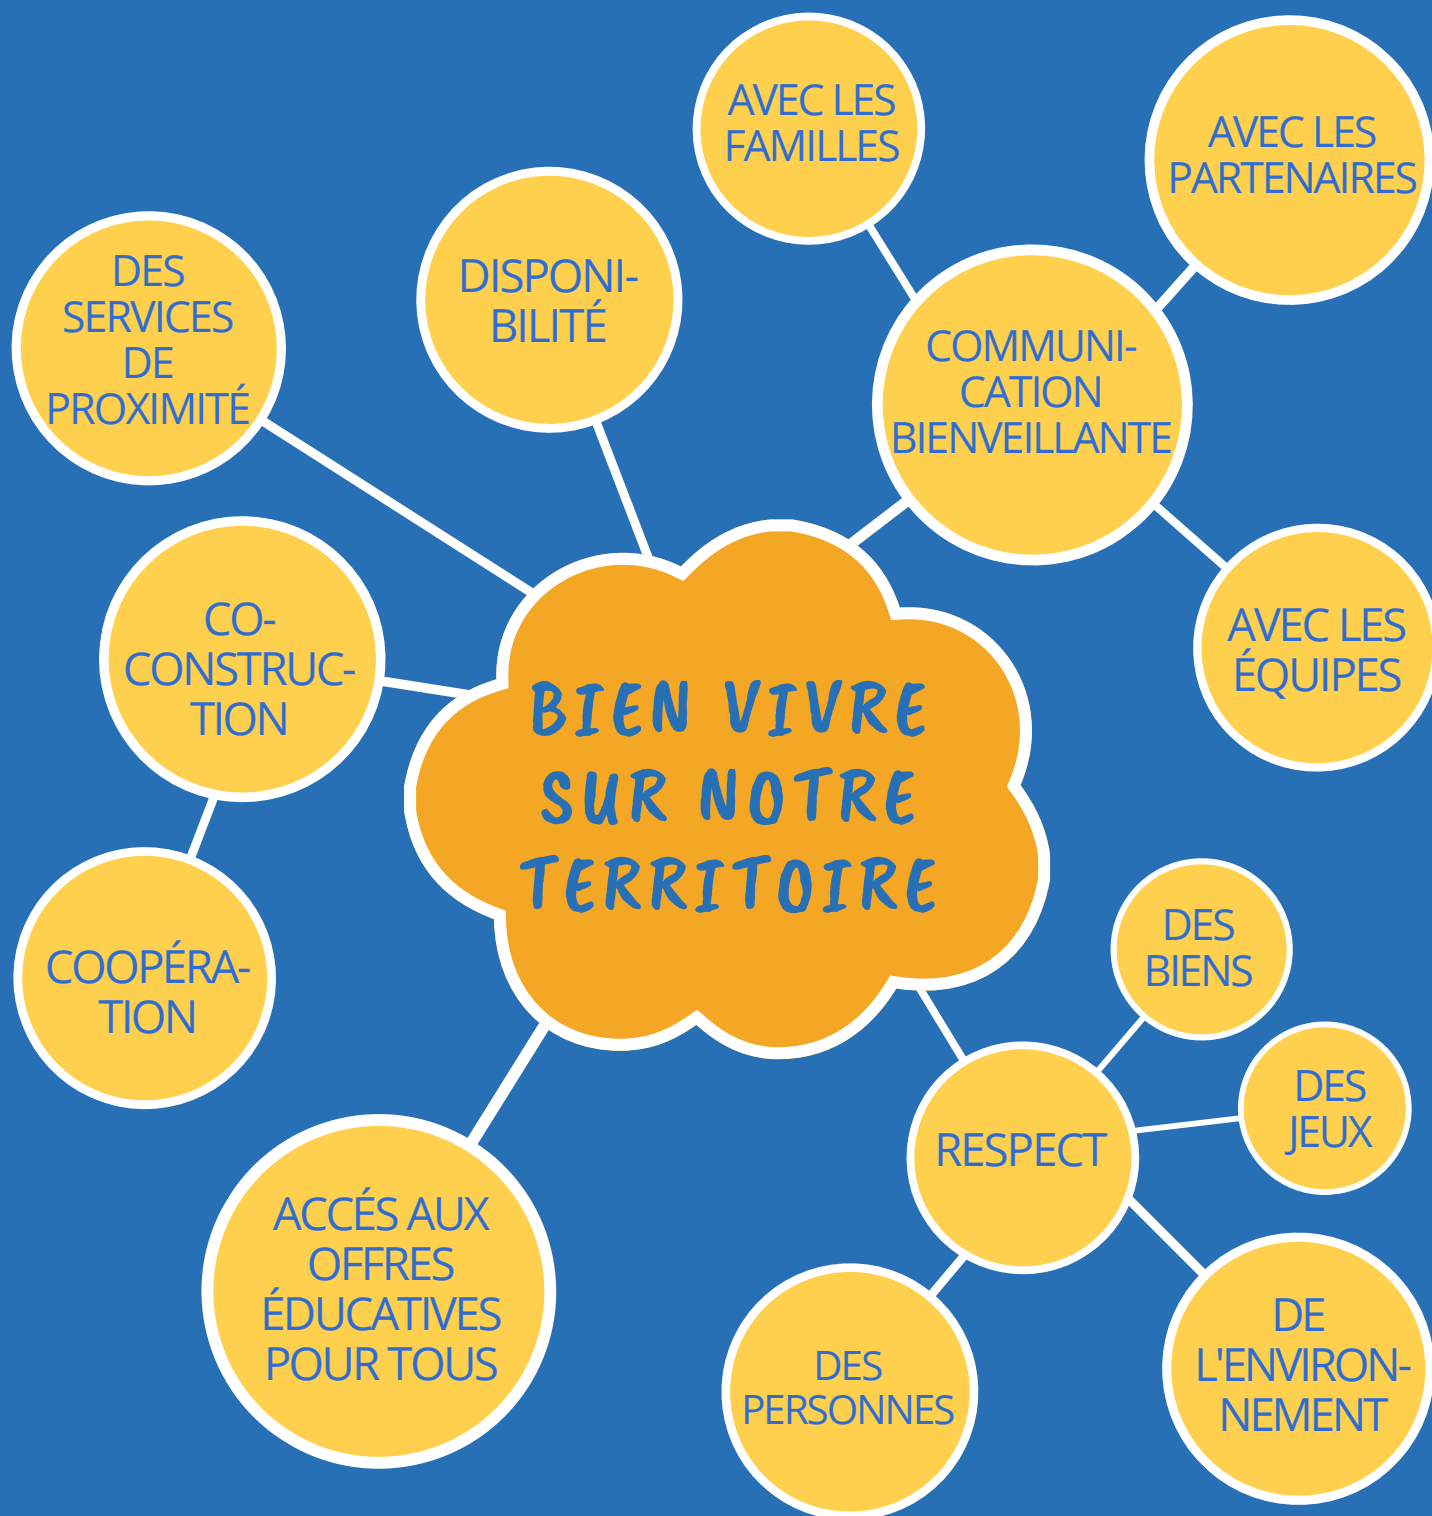 AVEC LES
FAMILLES
AVEC LES
PARTENAIRES
DES
SERVICES
DE
PROXIMITÉ
DISPONI-
BILITÉ
COMMUNI-
CATION
BIENVEILLANTE
CO-
CONSTRUC-
TION
AVEC LES
ÉQUIPES
BIEN VIVRE
SUR NOTRE
TERRITOIRE
COOPÉRA-
TION
DES
BIENS
DES
JEUX
RESPECT
ACCÉS AUX
OFFRES
ÉDUCATIVES
POUR TOUS
DES
PERSONNES
DE
L'ENVIRON-
NEMENT